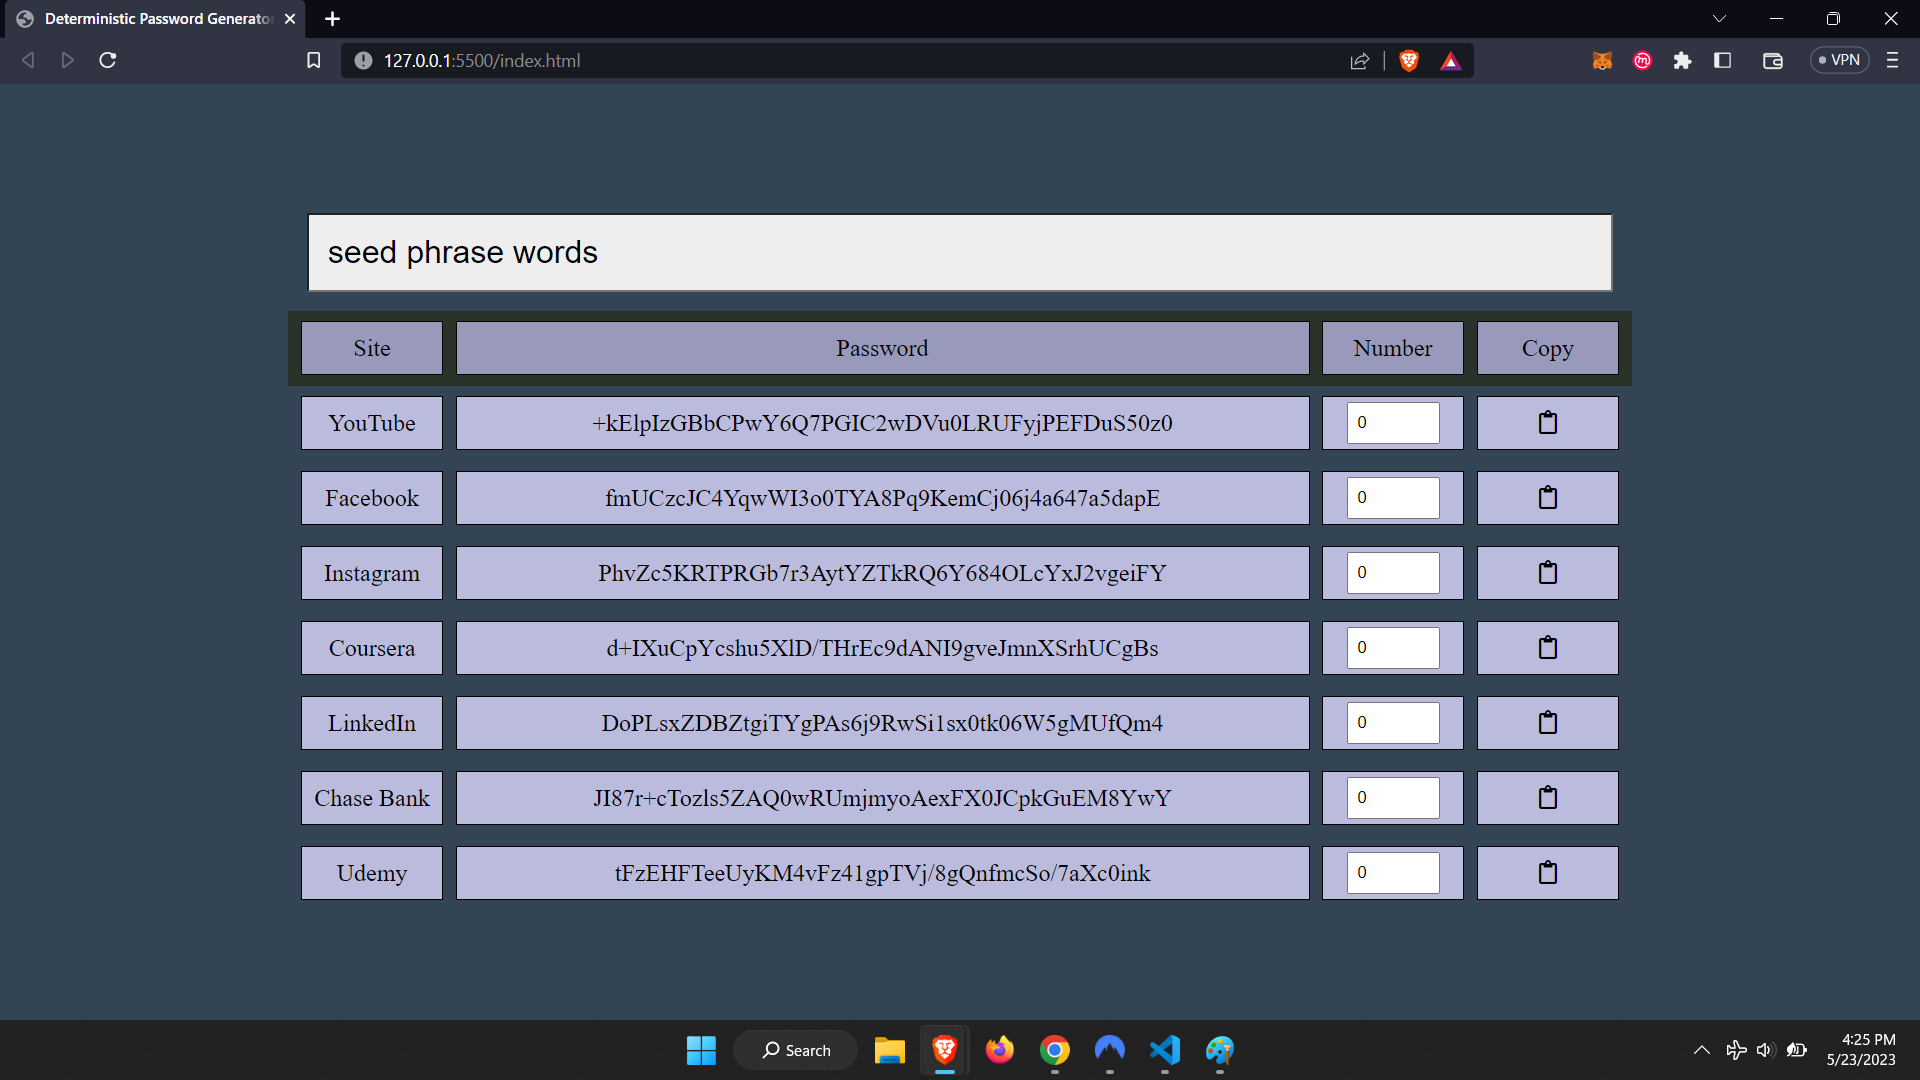 Deterministic Password Generator
127.0.0.1:5500/index.html
VPN
seed phrase words
Site Password Number Copy
YouTube +kElpIzGBbCPwY6Q7PGIC2wDVu0LRUFyjPEFDuS50z0 0
Facebook fmUCzcJC4YqwWI3o0TYA8Pq9KemCj06j4a647a5dapE 0
Instagram PhvZc5KRTPRGb7r3AytYZTkRQ6Y684OLcYxJ2vgeiFY 0
Coursera d+IXuCpYcshu5XlD/THrEc9dANI9gveJmnXSrhUCgBs 0
LinkedIn DoPLsxZDBZtgiTYgPAs6j9RwSi1sx0tk06W5gMUfQm4 0
Chase Bank JI87r+cTozls5ZAQ0wRUmjmyoAexFX0JCpkGuEM8YwY 0
Udemy tFzEHFTeeUyKM4vFz41gpTVj/8gQnfmcSo/7aXc0ink 0
Search
4:25 PM
5/23/2023